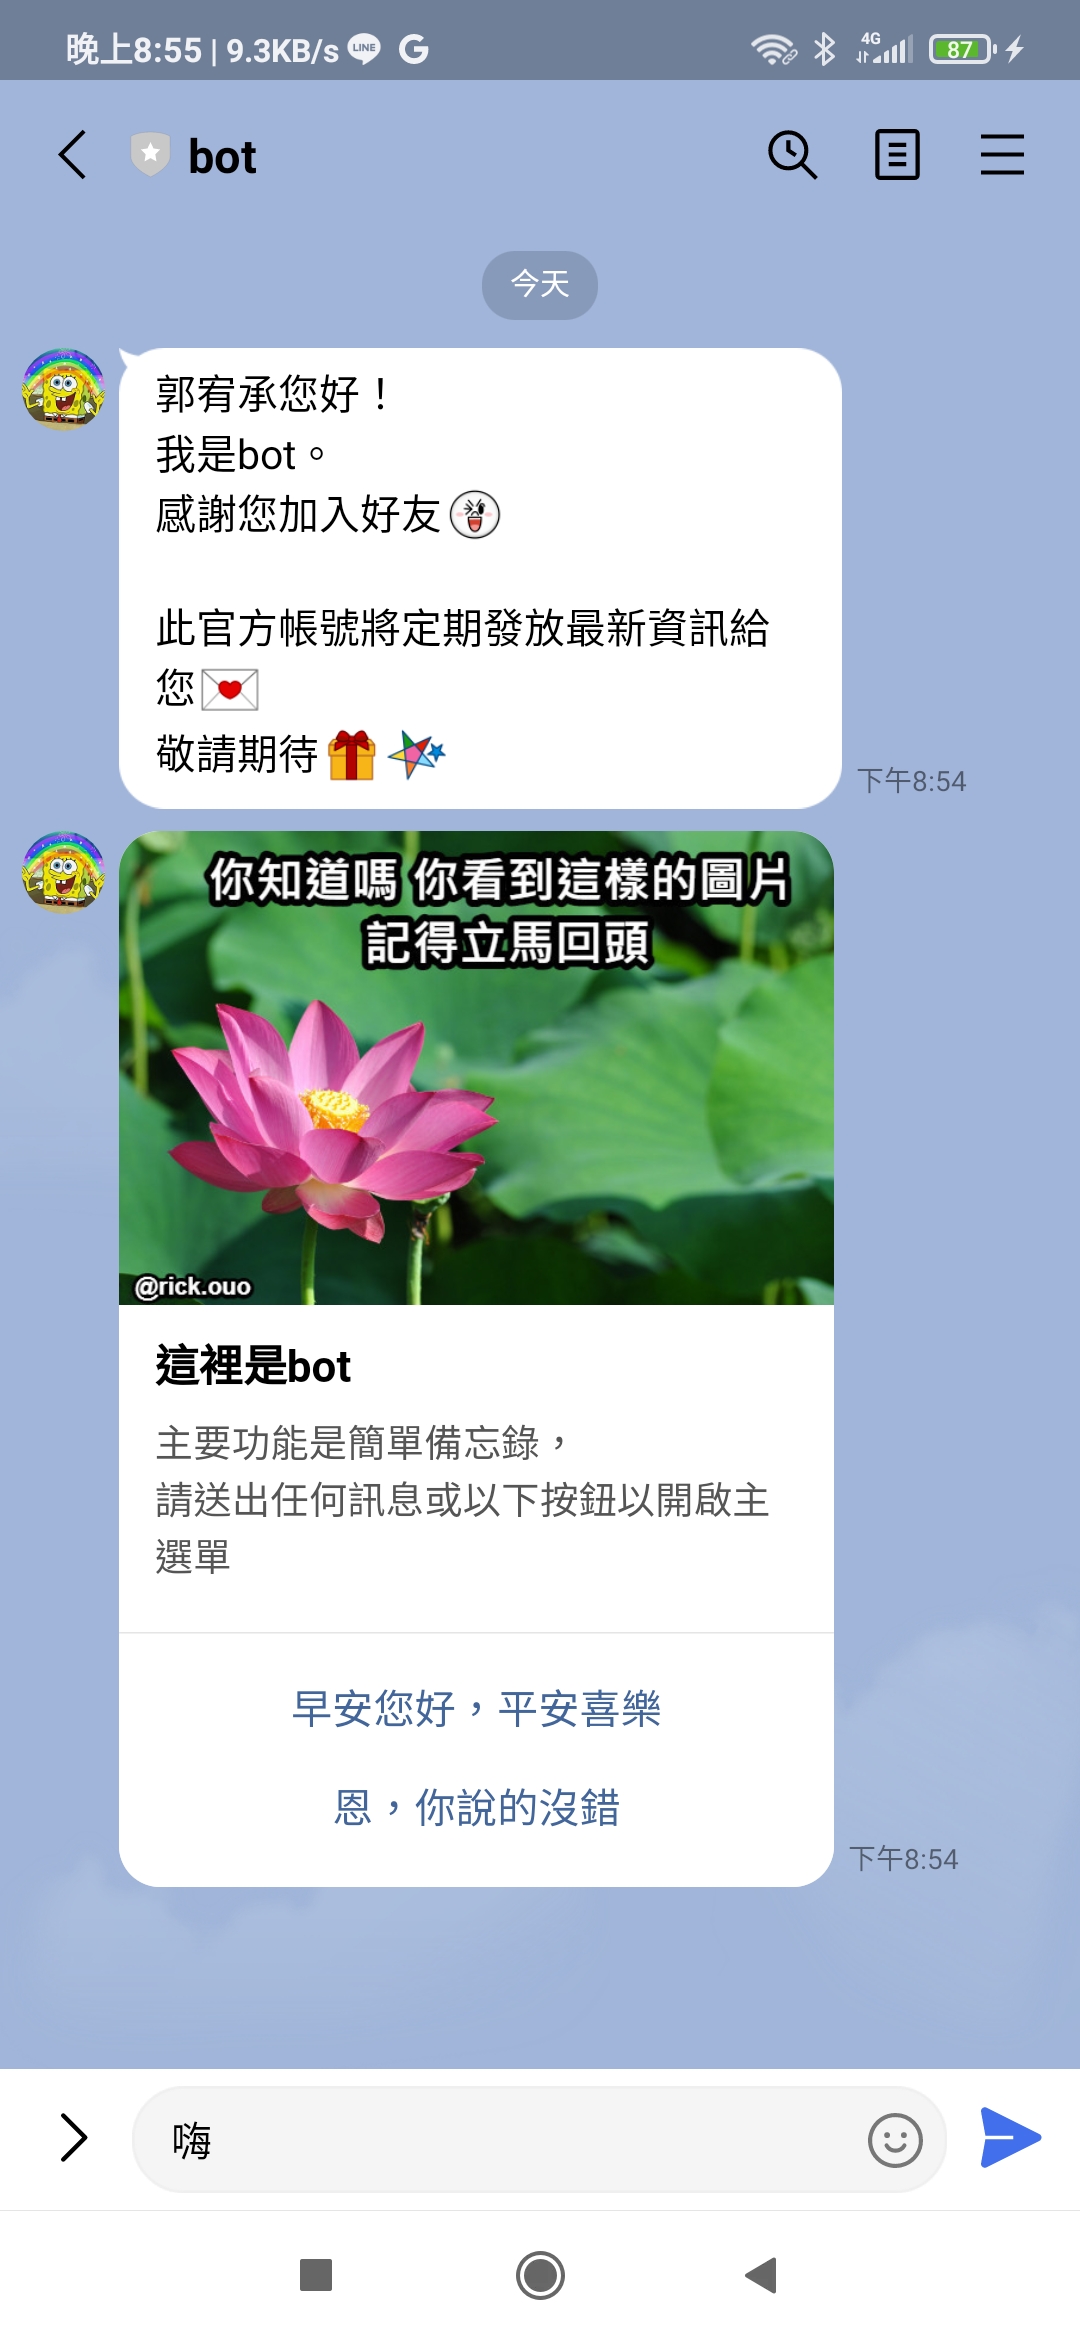 晚上8:55 | 9.3KB/s LINE G
4G 87
bot
今天
郭宥承您好！
我是bot。
感謝您加入好友
此官方帳號將定期發放最新資訊給
您
敬請期待
下午8:54
你知道嗎 你看到這樣的圖片
記得立馬回頭
@rick.ouo
這裡是bot
主要功能是簡單備忘錄，
請送出任何訊息或以下按鈕以開啟主
選單
早安您好，平安喜樂
恩，你說的沒錯
下午8:54
嗨